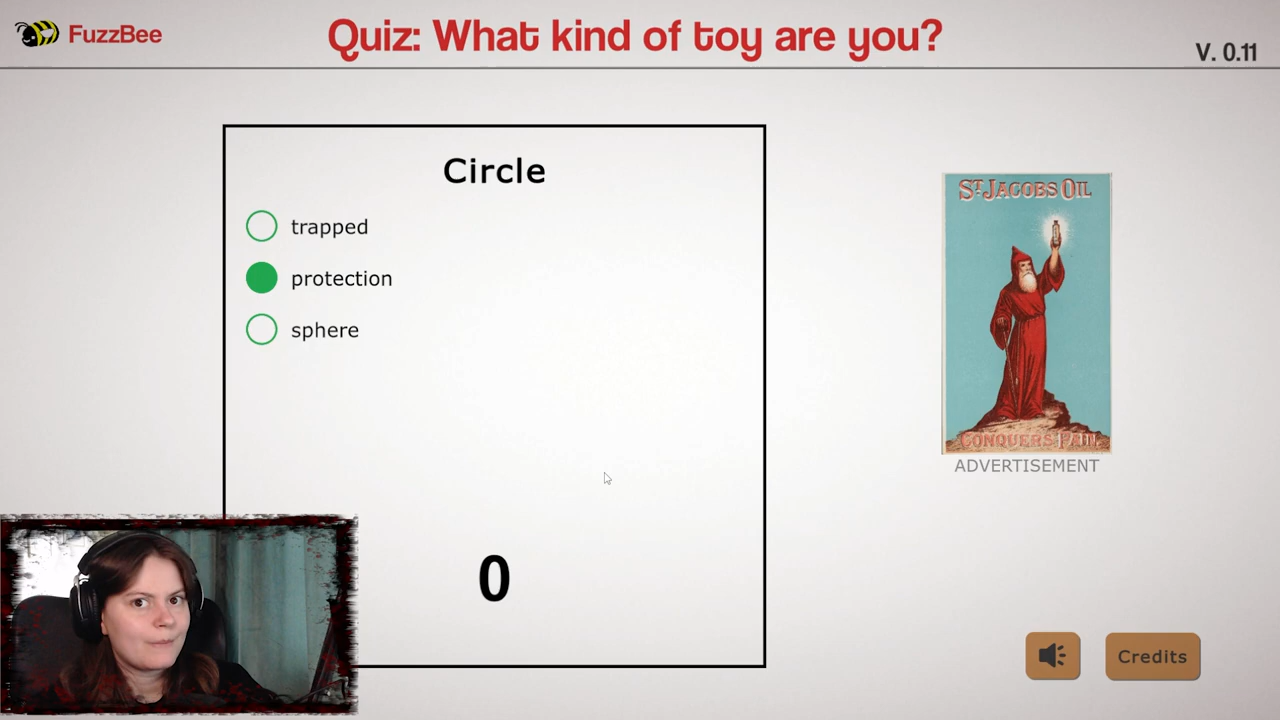 FuzzBee
Quiz: What kind of toy are you?
V. 0.11
Circle
trapped
protection
sphere
0
ST JACOBS OIL
CONQUERS PAIN.
ADVERTISEMENT
Credits